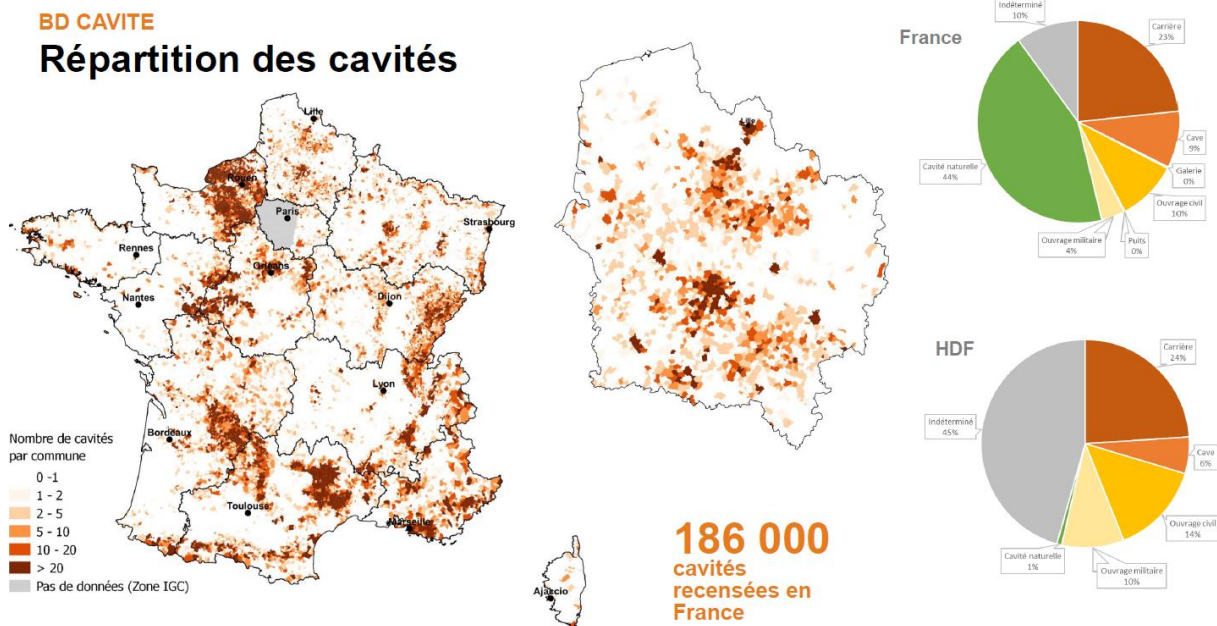 BD CAVITE
Répartition des cavités
Lille
Rouen
Paris
Strasbourg
Rennes
Orléans
Nantes
Dijon
Lyon
Bordeaux
Toulouse
Marseille
Ajaccio
Nombre de cavités
par commune
0 -1
1 - 2
2 - 5
5 - 10
10 - 20
> 20
Pas de données (Zone IGC)
Lille
186 000
cavités
recensées en
France
France
Indéterminé
10%
Carrière
23%
Cave
9%
Galerie
0%
Ouvrage civil
10%
Puits
0%
Ouvrage militaire
4%
Cavité naturelle
44%
HDF
Carrière
24%
Cave
6%
Ouvrage civil
14%
Ouvrage militaire
10%
Cavité naturelle
1%
Indéterminé
45%